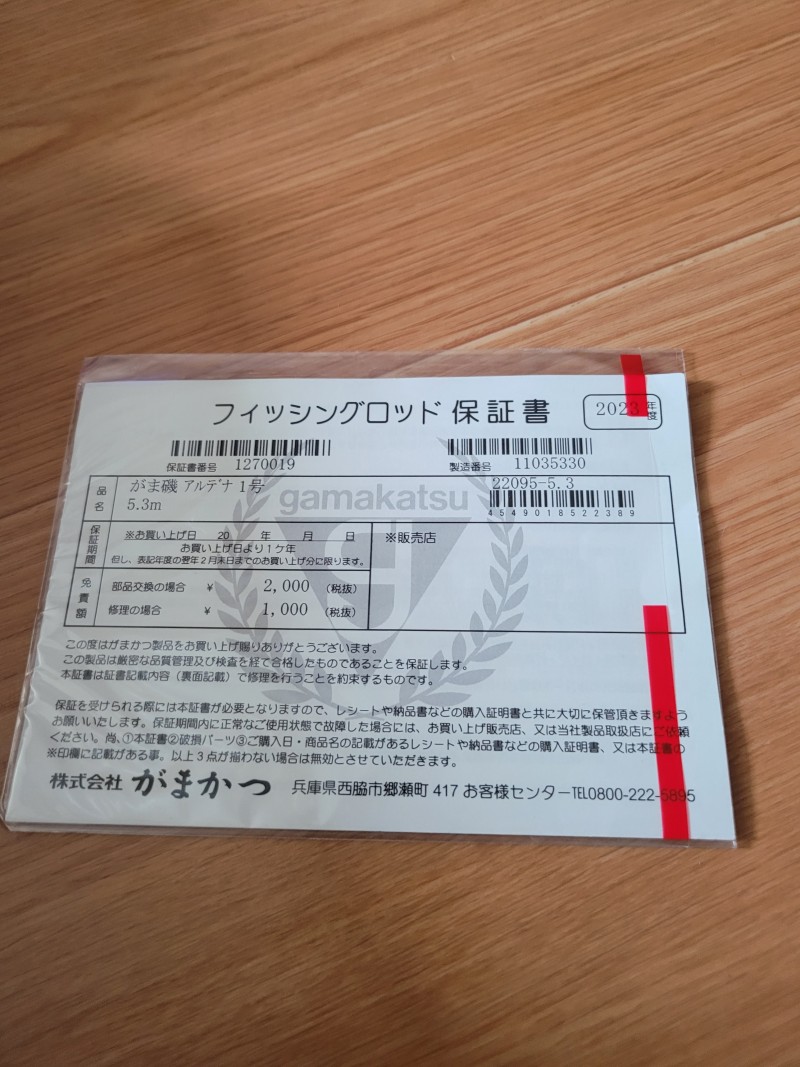 フィッシングロッド 保証書 2023 年度
保証書番号 1270019
製造番号 11035330
品名 がま磯 アルデナ1号
5.3m
22095-5.3
4549018522389
gamakatsu
保証期間 ※お買い上げ日 20 年 月 日
お買い上げ日より1ケ年
但し、表記年度の翌年2月末日までのお買い上げ分に限ります。
※販売店
免責額 部品交換の場合 ¥ 2,000 (税抜)
修理の場合 ¥ 1,000 (税抜)
この度はがまかつ製品をお買い上げ賜りありがとうございます。
この製品は厳密な品質管理及び検査を経て合格したものであることを保証します。
本証書は証書記載内容（裏面記載）で修理を行うことを約束するものです。
保証を受けられる際には本証書が必要となりますので、レシートや納品書などの購入証明書と共に大切に保管頂きますよう
お願いいたします。保証期間内に正常なご使用状態で故障した場合には、お買い上げ販売店、又は当社製品取扱店にご依頼
ください。尚、①本証書②破損パーツ③ご購入日・商品名の記載があるレシートや納品書などの購入証明書、又は本証書の
※印欄に記載がある事。以上3点が揃わない場合は無効とさせていただきます。
株式会社 がまかつ 兵庫県西脇市郷瀬町 417 お客様センターTEL0800-222-5895